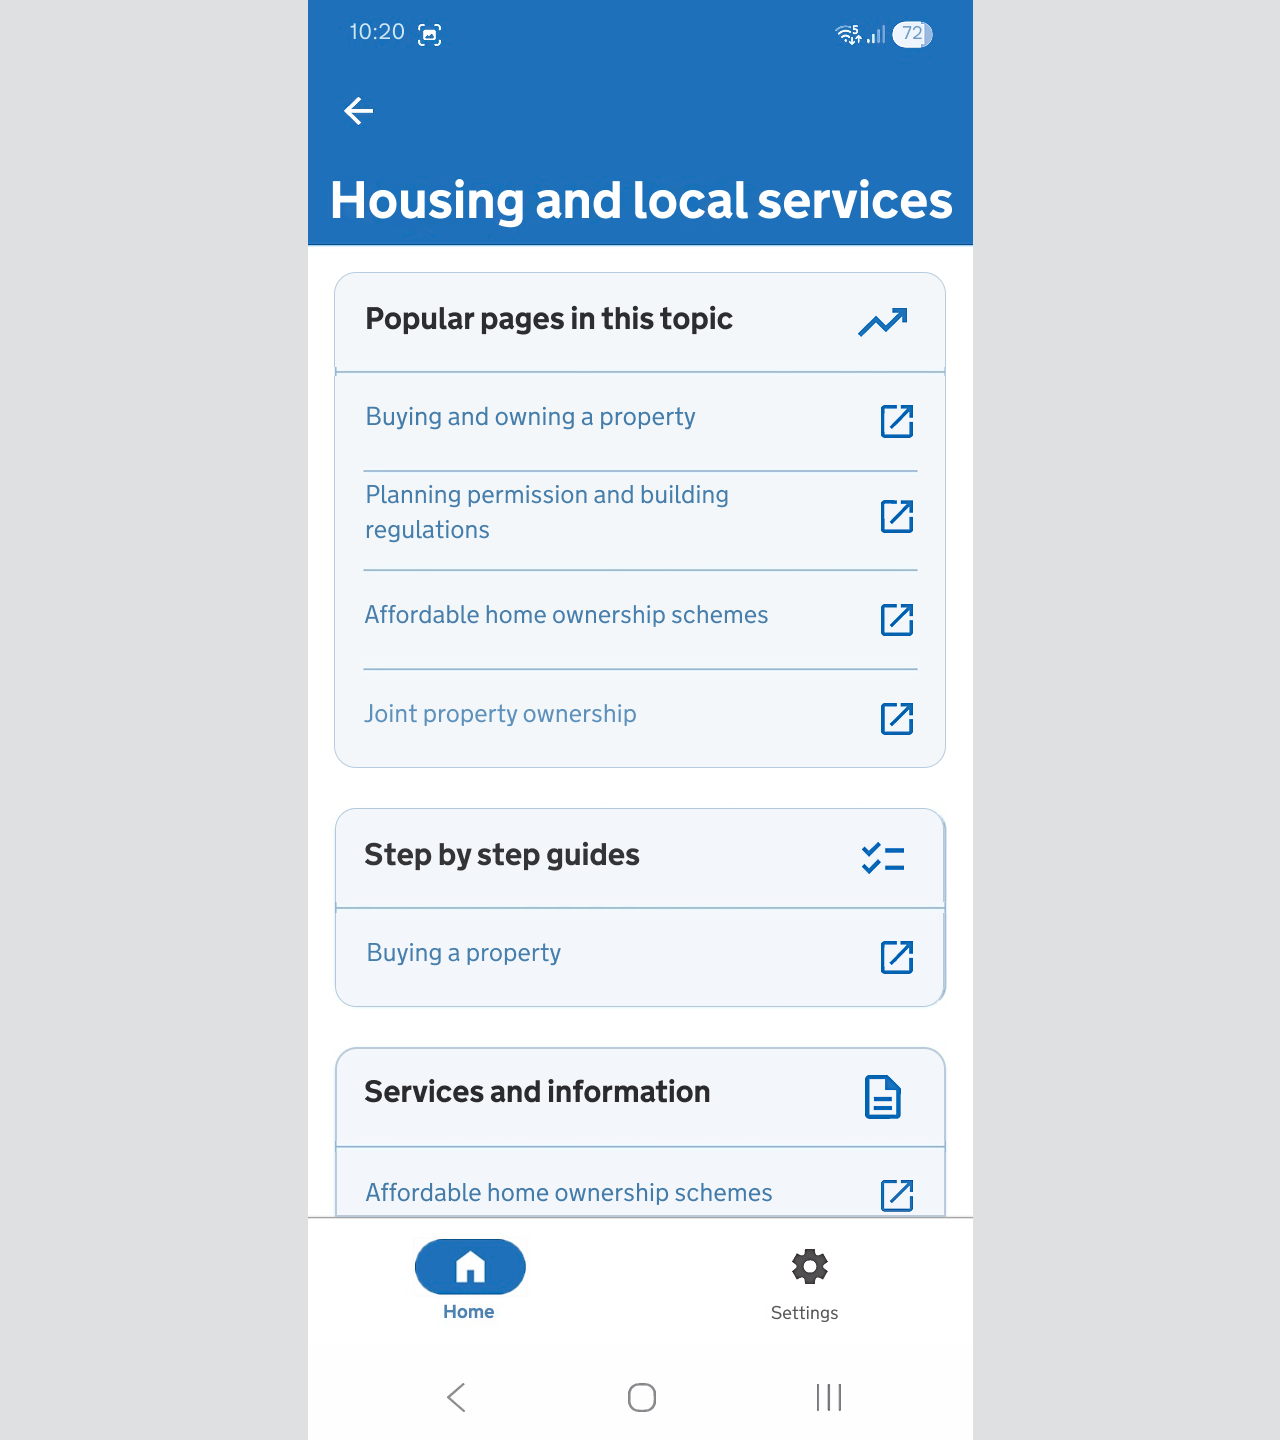 10:20
5
72
Housing and local services
Popular pages in this topic
Buying and owning a property
Planning permission and building
regulations
Affordable home ownership schemes
Joint property ownership
Step by step guides
Buying a property
Services and information
Affordable home ownership schemes
Home
Settings